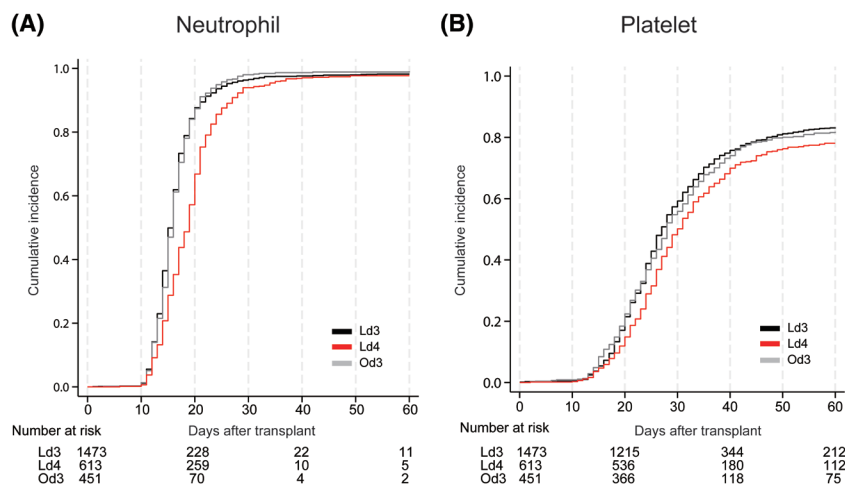 (A) Neutrophil
Cumulative incidence
1.0
0.8
0.6
0.4
0.2
0.0
Ld3
Ld4
Od3
0 10 20 30 40 50 60
Number at risk Days after transplant
Ld3 1473 228 22 11
Ld4 613 259 10 5
Od3 451 70 4 2
(B) Platelet
Cumulative incidence
1.0
0.8
0.6
0.4
0.2
0.0
Ld3
Ld4
Od3
0 10 20 30 40 50 60
Number at risk Days after transplant
Ld3 1473 1215 344 212
Ld4 613 536 180 112
Od3 451 366 118 75